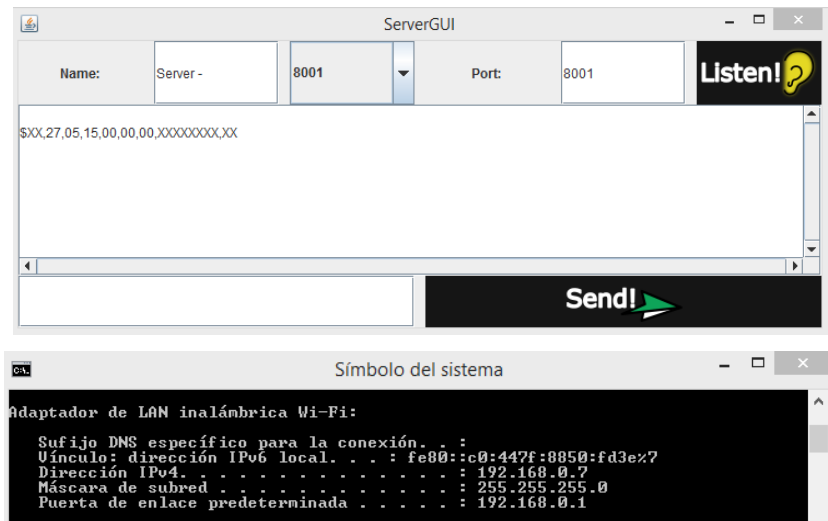 ServerGUI
Name: Server - 8001 Port: 8001 Listen!
$XX,27,05,15,00,00,00,XXXXXXXX,XX
Send!
C:\.
Símbolo del sistema
Adaptador de LAN inalámbrica Wi-Fi:
Sufijo DNS específico para la conexión. . :
Vínculo: dirección IPv6 local. . . : fe80::c0:447f:8850:fd3e%7
Dirección IPv4. . . . . . . . . . . . . . : 192.168.0.7
Máscara de subred . . . . . . . . . . . . : 255.255.255.0
Puerta de enlace predeterminada . . . . . : 192.168.0.1